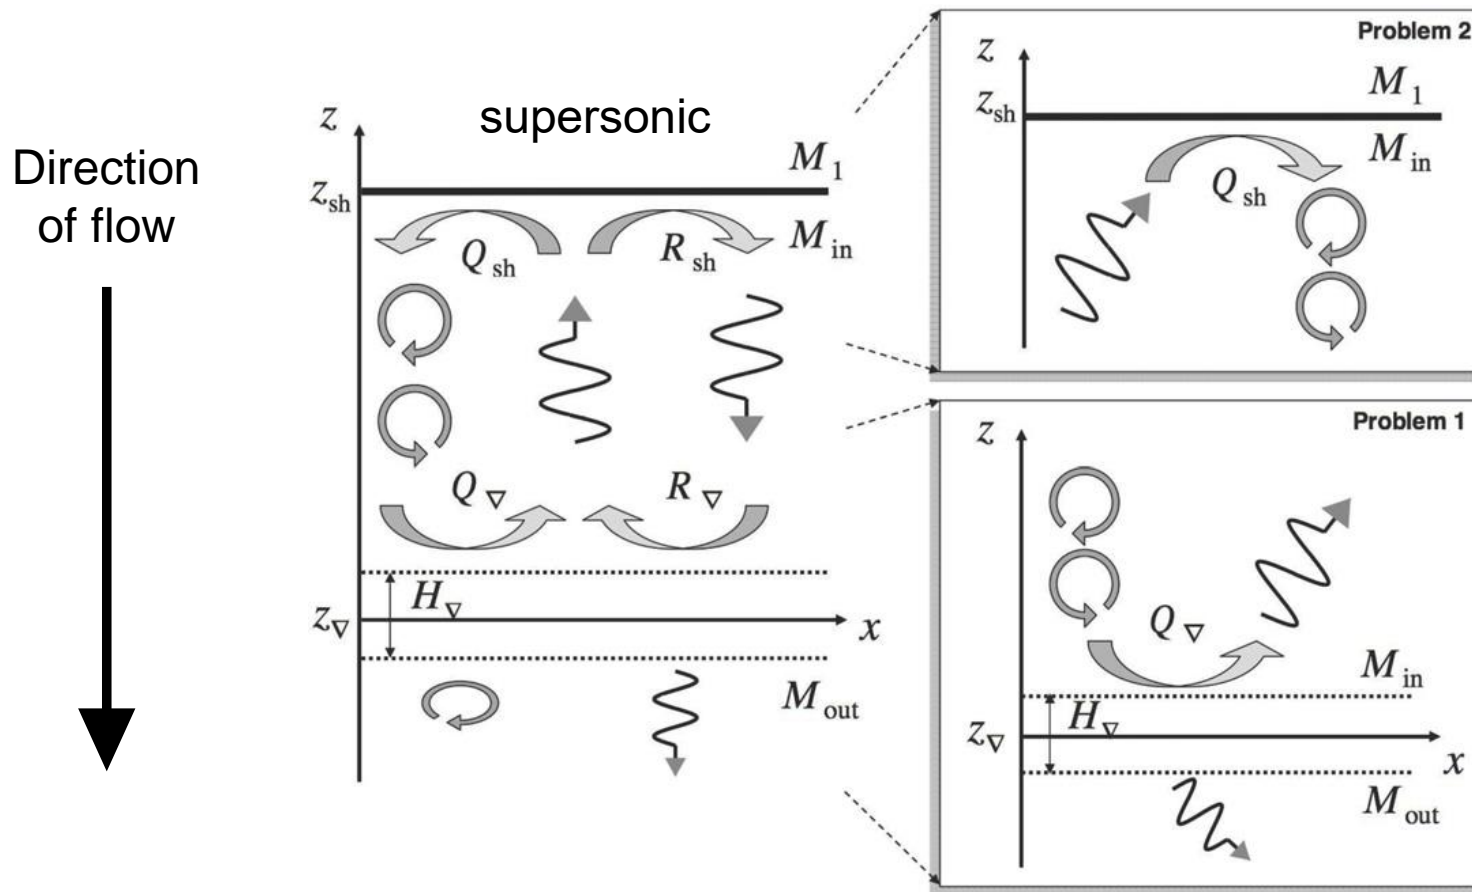 Direction
of flow
supersonic
z
z_sh
M_1
M_in
Q_sh
R_sh
Q_∇
R_∇
H_∇
z_∇
x
M_out
Problem 2
z
z_sh
M_1
M_in
Q_sh
Problem 1
z
Q_∇
M_in
H_∇
z_∇
x
M_out